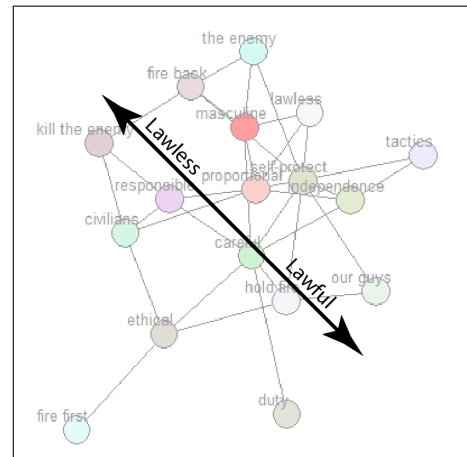 the enemy
fire back
masculine
lawless
kill the enemy
Lawless
tactics
self-protect
proportional
responsible
independence
civilians
careful
Lawful
our guys
hold fire
ethical
duty
fire first